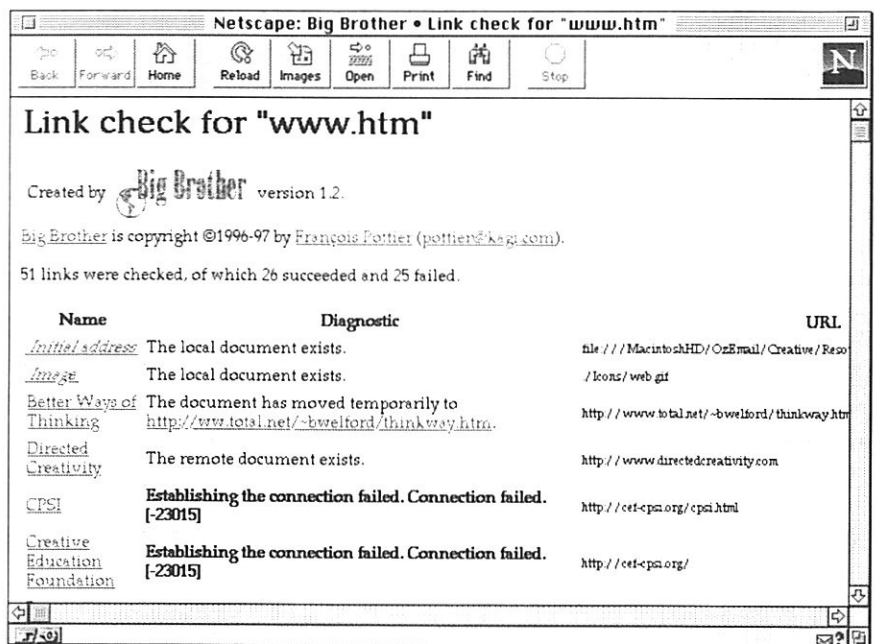 Netscape: Big Brother • Link check for "www.htm"
Back Forward Home Reload Images Open Print Find Stop
N
Link check for "www.htm"
Created by Big Brother version 1.2.
Big Brother is copyright ©1996-97 by François Pottier (pottier@kagi.com).
51 links were checked, of which 26 succeeded and 25 failed.
Name Diagnostic URL
Initial address The local document exists. file:///MacintoshHD/OzEmail/Creative/Reso
Image The local document exists. ./Icons/web.gif
Better Ways of The document has moved temporarily to
Thinking http://ww.total.net/~bwelford/thinkway.htm. http://www.total.net/~bwelford/thinkway.htm
Directed
Creativity The remote document exists. http://www.directedcreativity.com
CPSI Establishing the connection failed. Connection failed. http://cef-cpsi.org/cpsi.html
[-23015]
Creative
Education Establishing the connection failed. Connection failed. http://cef-cpsi.org/
Foundation [-23015]